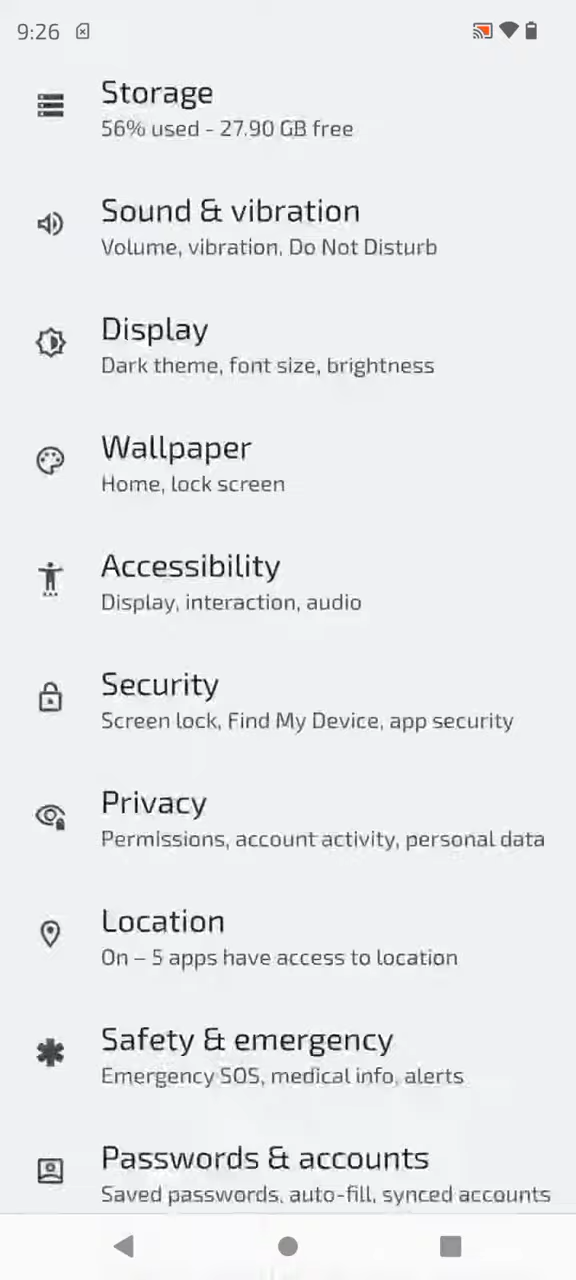 9:26
Storage
56% used - 27.90 GB free
Sound & vibration
Volume, vibration, Do Not Disturb
Display
Dark theme, font size, brightness
Wallpaper
Home, lock screen
Accessibility
Display, interaction, audio
Security
Screen lock, Find My Device, app security
Privacy
Permissions, account activity, personal data
Location
On – 5 apps have access to location
Safety & emergency
Emergency SOS, medical info, alerts
Passwords & accounts
Saved passwords, auto-fill, synced accounts